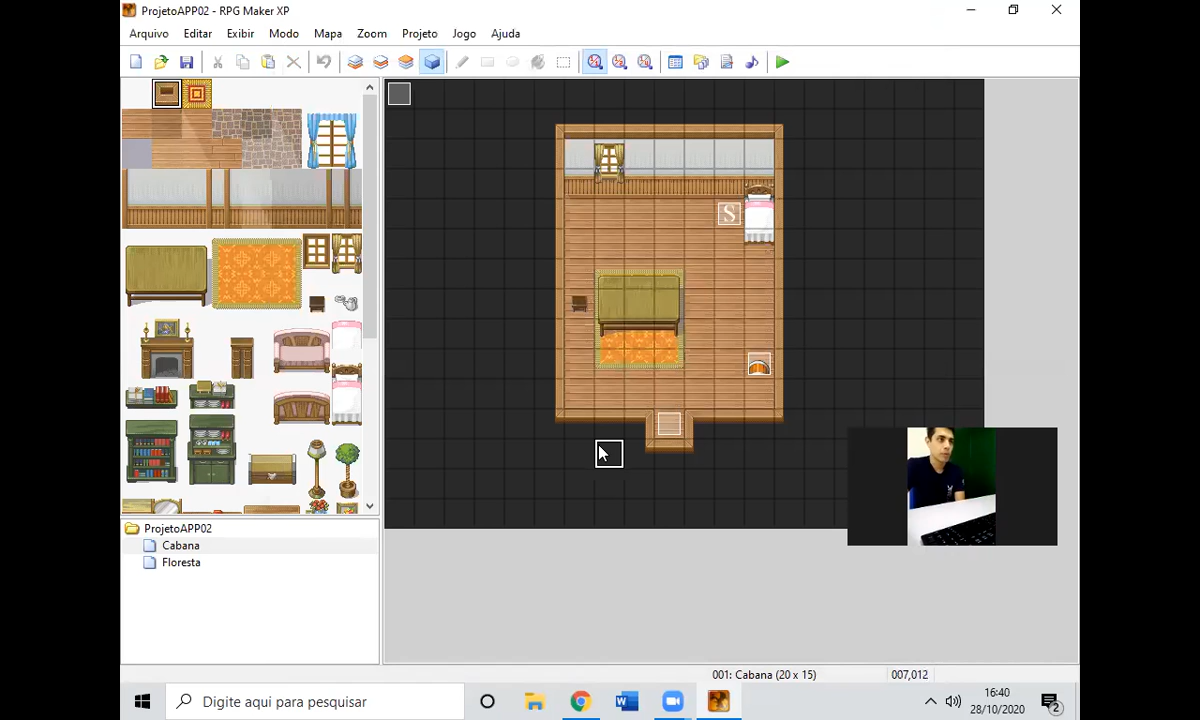 ProjetoAPP02 - RPG Maker XP
Arquivo Editar Exibir Modo Mapa Zoom Projeto Jogo Ajuda
S
ProjetoAPP02
Cabana
Floresta
001: Cabana (20 x 15) 007,012
Digite aqui para pesquisar
16:40
28/10/2020
2